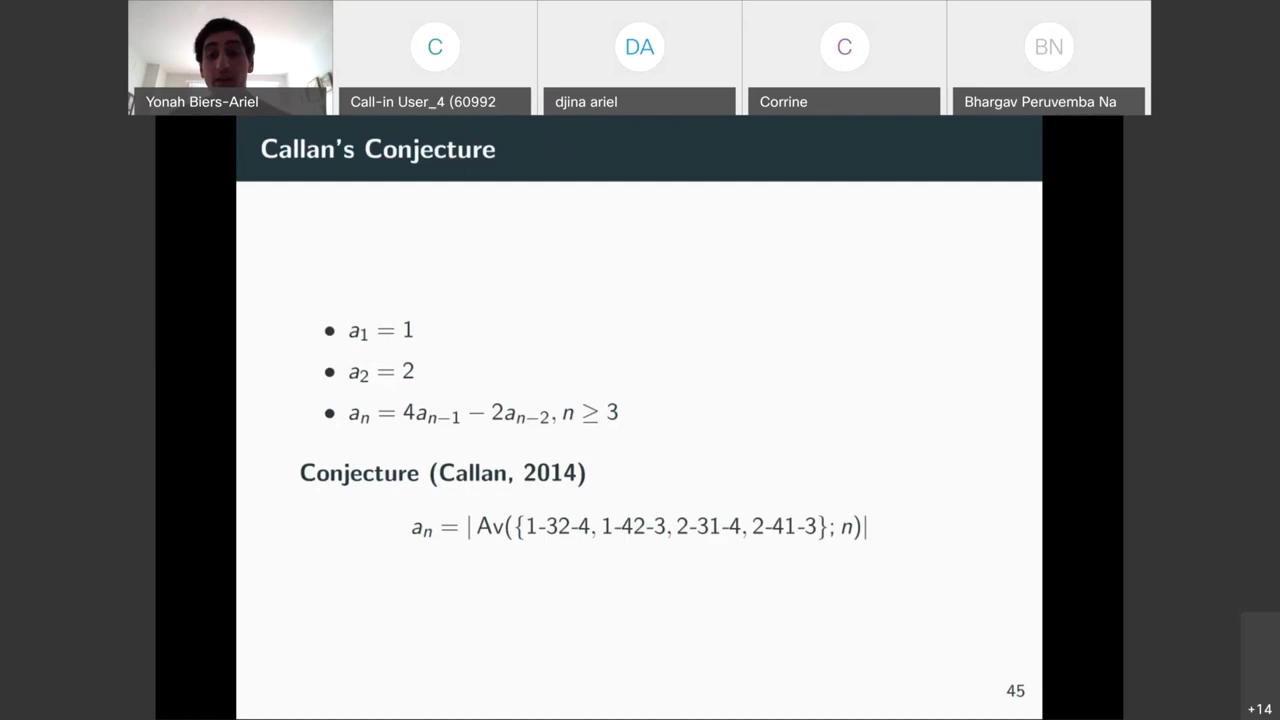 C
DA
C
BN
Yonah Biers-Ariel
Call-in User_4 (60992
djina ariel
Corrine
Bhargav Peruvemba Na
Callan's Conjecture
• a₁ = 1
• a₂ = 2
• aₙ = 4aₙ₋₁ − 2aₙ₋₂, n ≥ 3
Conjecture (Callan, 2014)
aₙ = | Av({1-32-4, 1-42-3, 2-31-4, 2-41-3}; n)|
45
+14